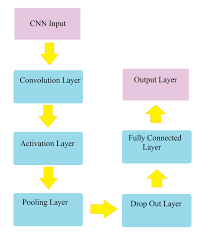 CNN Input
Convolution Layer
Activation Layer
Pooling Layer
Drop Out Layer
Fully Connected
Layer
Output Layer